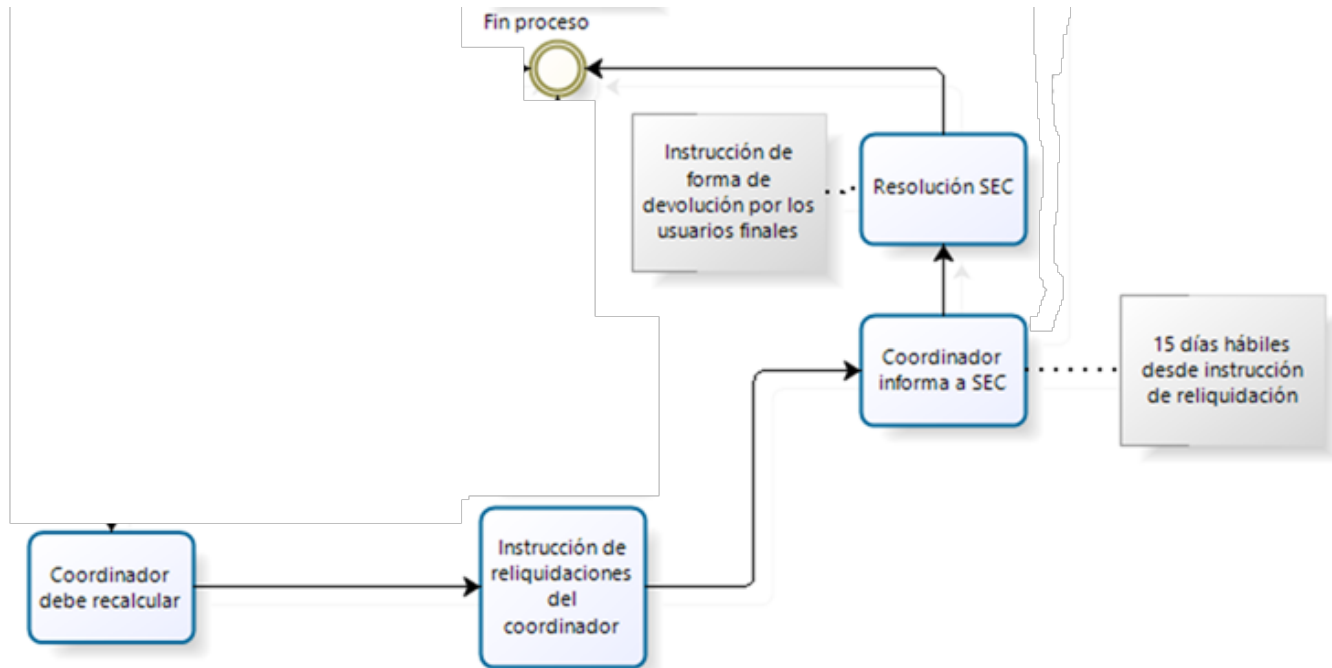 Fin proceso
Instrucción de
forma de
devolución por los
usuarios finales
Resolución SEC
Coordinador
informa a SEC
15 días hábiles
desde instrucción
de reliquidación
Coordinador
debe recalcular
Instrucción de
reliquidaciones
del
coordinador